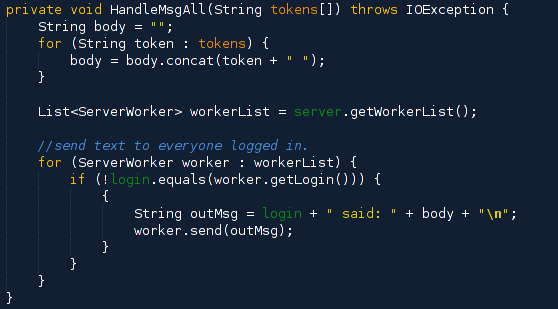 private void HandleMsgAll(String tokens[]) throws IOException {
    String body = "";
    for (String token : tokens) {
        body = body.concat(token + " ");
    }

    List<ServerWorker> workerList = server.getWorkerList();

    //send text to everyone logged in.
    for (ServerWorker worker : workerList) {
        if (!login.equals(worker.getLogin())) {
            {
                String outMsg = login + " said: " + body + "\n";
                worker.send(outMsg);
            }
        }
    }
}